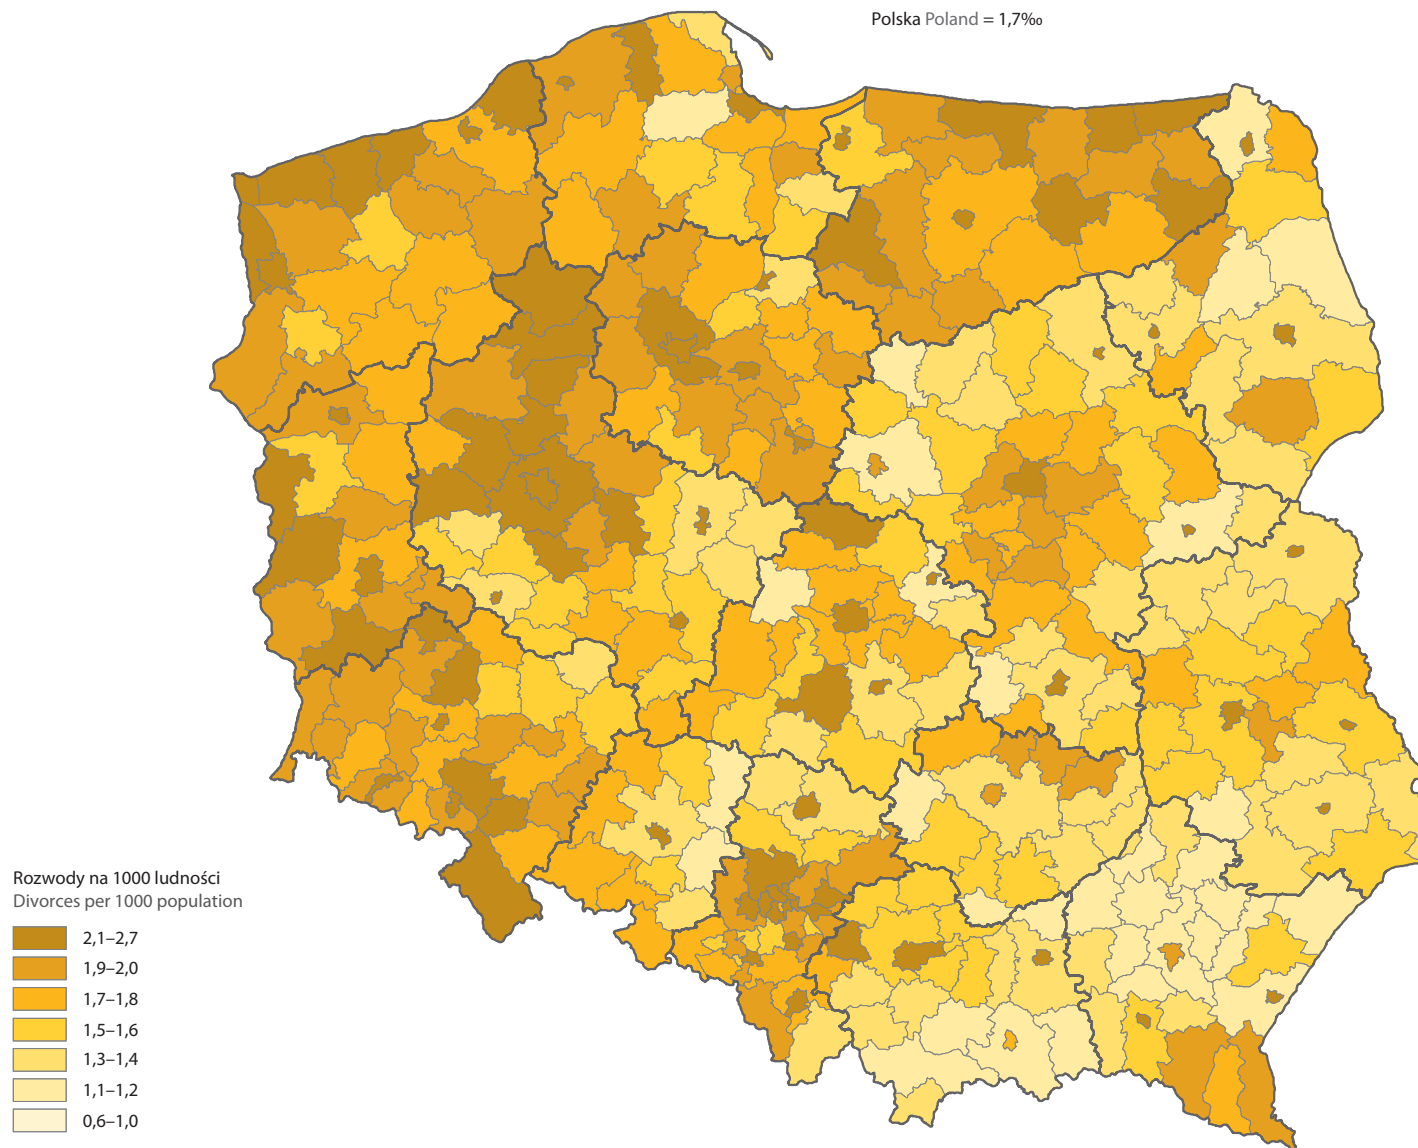 Polska Poland = 1,7‰
Rozwody na 1000 ludności
Divorces per 1000 population
2,1–2,7
1,9–2,0
1,7–1,8
1,5–1,6
1,3–1,4
1,1–1,2
0,6–1,0